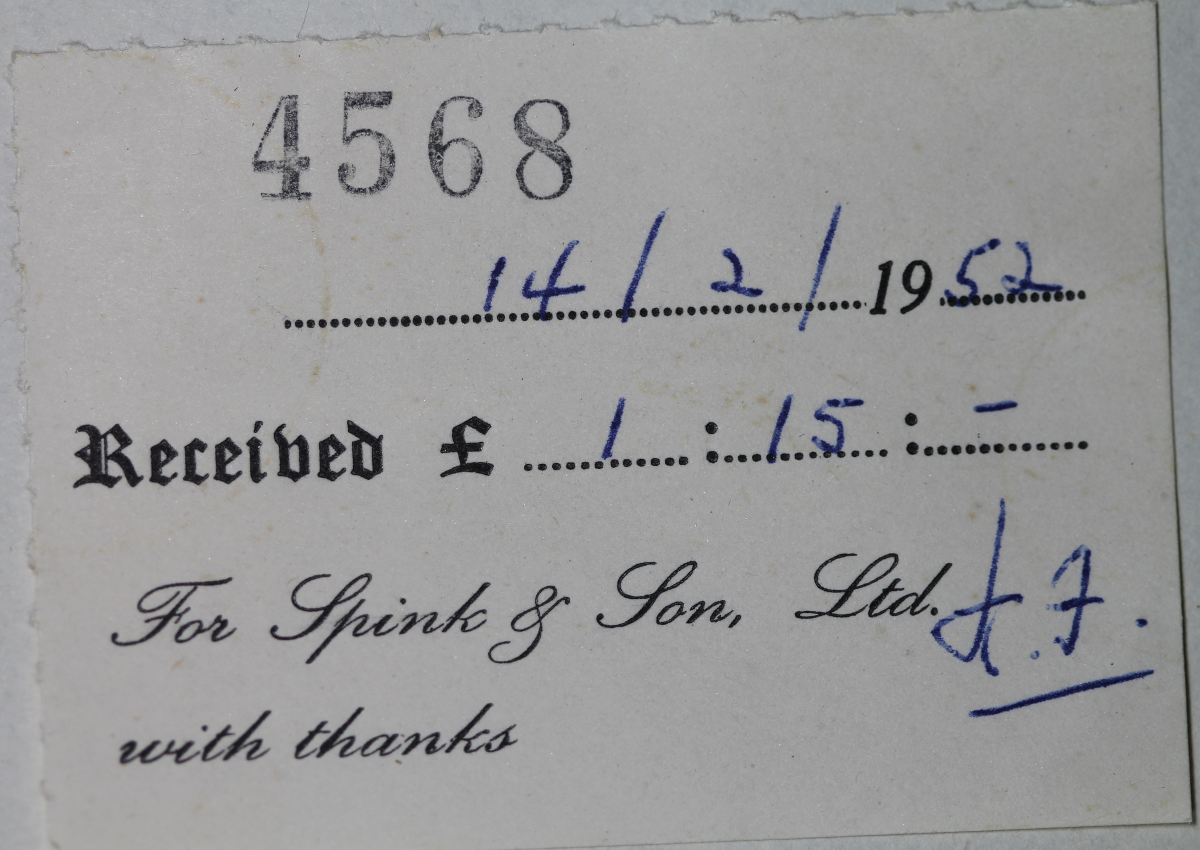 4568
14/2/1952
Received £ 1 : 15 : -
For Spink & Son, Ltd.
with thanks